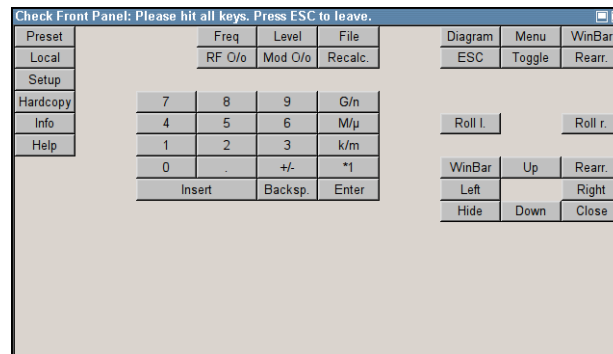 Check Front Panel: Please hit all keys. Press ESC to leave.
Preset Freq Level File Diagram Menu WinBar
Local RF O/o Mod O/o Recalc. ESC Toggle Rearr.
Setup
Hardcopy 7 8 9 G/n
Info 4 5 6 M/µ Roll l. Roll r.
Help 1 2 3 k/m
0 . +/- *1 WinBar Up Rearr.
Insert Backsp. Enter Left Right
Hide Down Close